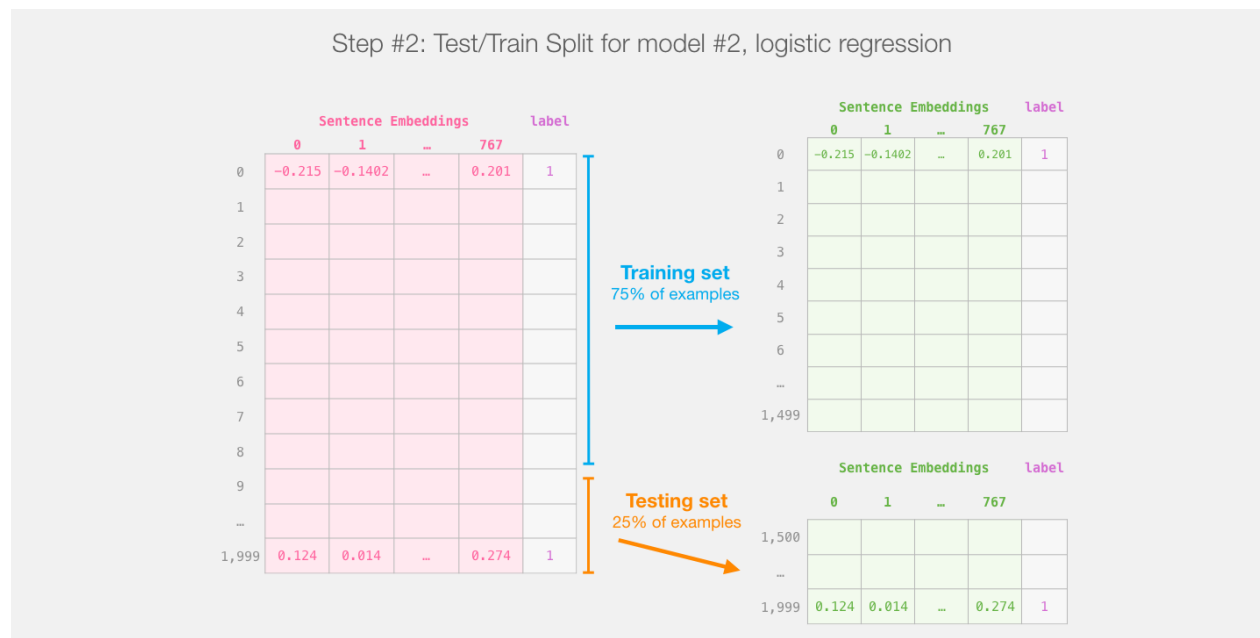 Step #2: Test/Train Split for model #2, logistic regression
Sentence Embeddings label
0 1 … 767
0 -0.215 -0.1402 … 0.201 1
1
2
3
4
5
6
7
8
9
…
1,999 0.124 0.014 … 0.274 1
Training set
75% of examples
Testing set
25% of examples
Sentence Embeddings label
0 1 … 767
0 -0.215 -0.1402 … 0.201 1
1
2
3
4
5
6
…
1,499
Sentence Embeddings label
0 1 … 767
1,500
…
1,999 0.124 0.014 … 0.274 1